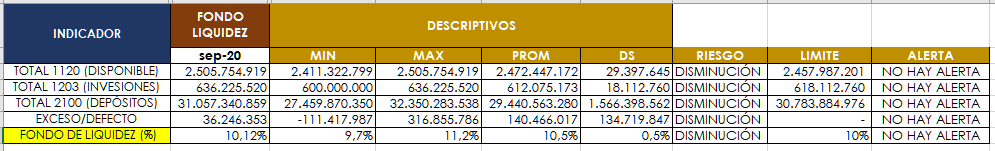 INDICADOR FONDO LIQUIDEZ DESCRIPTIVOS
sep-20 MIN MAX PROM DS RIESGO LIMITE ALERTA
TOTAL 1120 (DISPONIBLE) 2.505.754.919 2.411.322.799 2.505.754.919 2.472.447.172 29.397.645 DISMINUCIÓN 2.457.987.201 NO HAY ALERTA
TOTAL 1203 (INVESIONES) 636.225.520 600.000.000 636.225.520 612.075.173 18.112.760 DISMINUCIÓN 618.112.760 NO HAY ALERTA
TOTAL 2100 (DEPÓSITOS) 31.057.340.859 27.459.870.350 32.350.283.538 29.440.563.280 1.566.398.562 DISMINUCIÓN 30.783.884.976 NO HAY ALERTA
EXCESO/DEFECTO 36.246.353 -111.417.987 316.855.786 140.466.017 134.719.847 DISMINUCIÓN - NO HAY ALERTA
FONDO DE LIQUIDEZ (%) 10,12% 9,7% 11,2% 10,5% 0,5% DISMINUCIÓN 10% NO HAY ALERTA